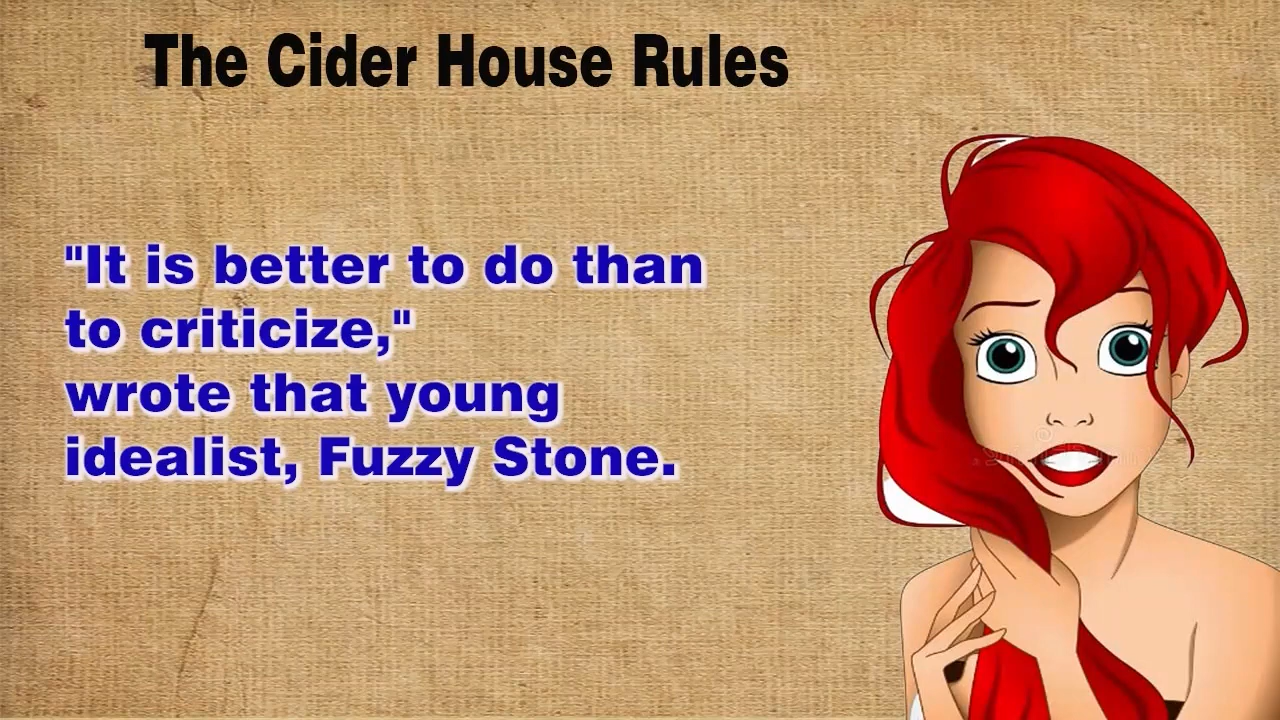 The Cider House Rules
"It is better to do than
to criticize,"
wrote that young
idealist, Fuzzy Stone.